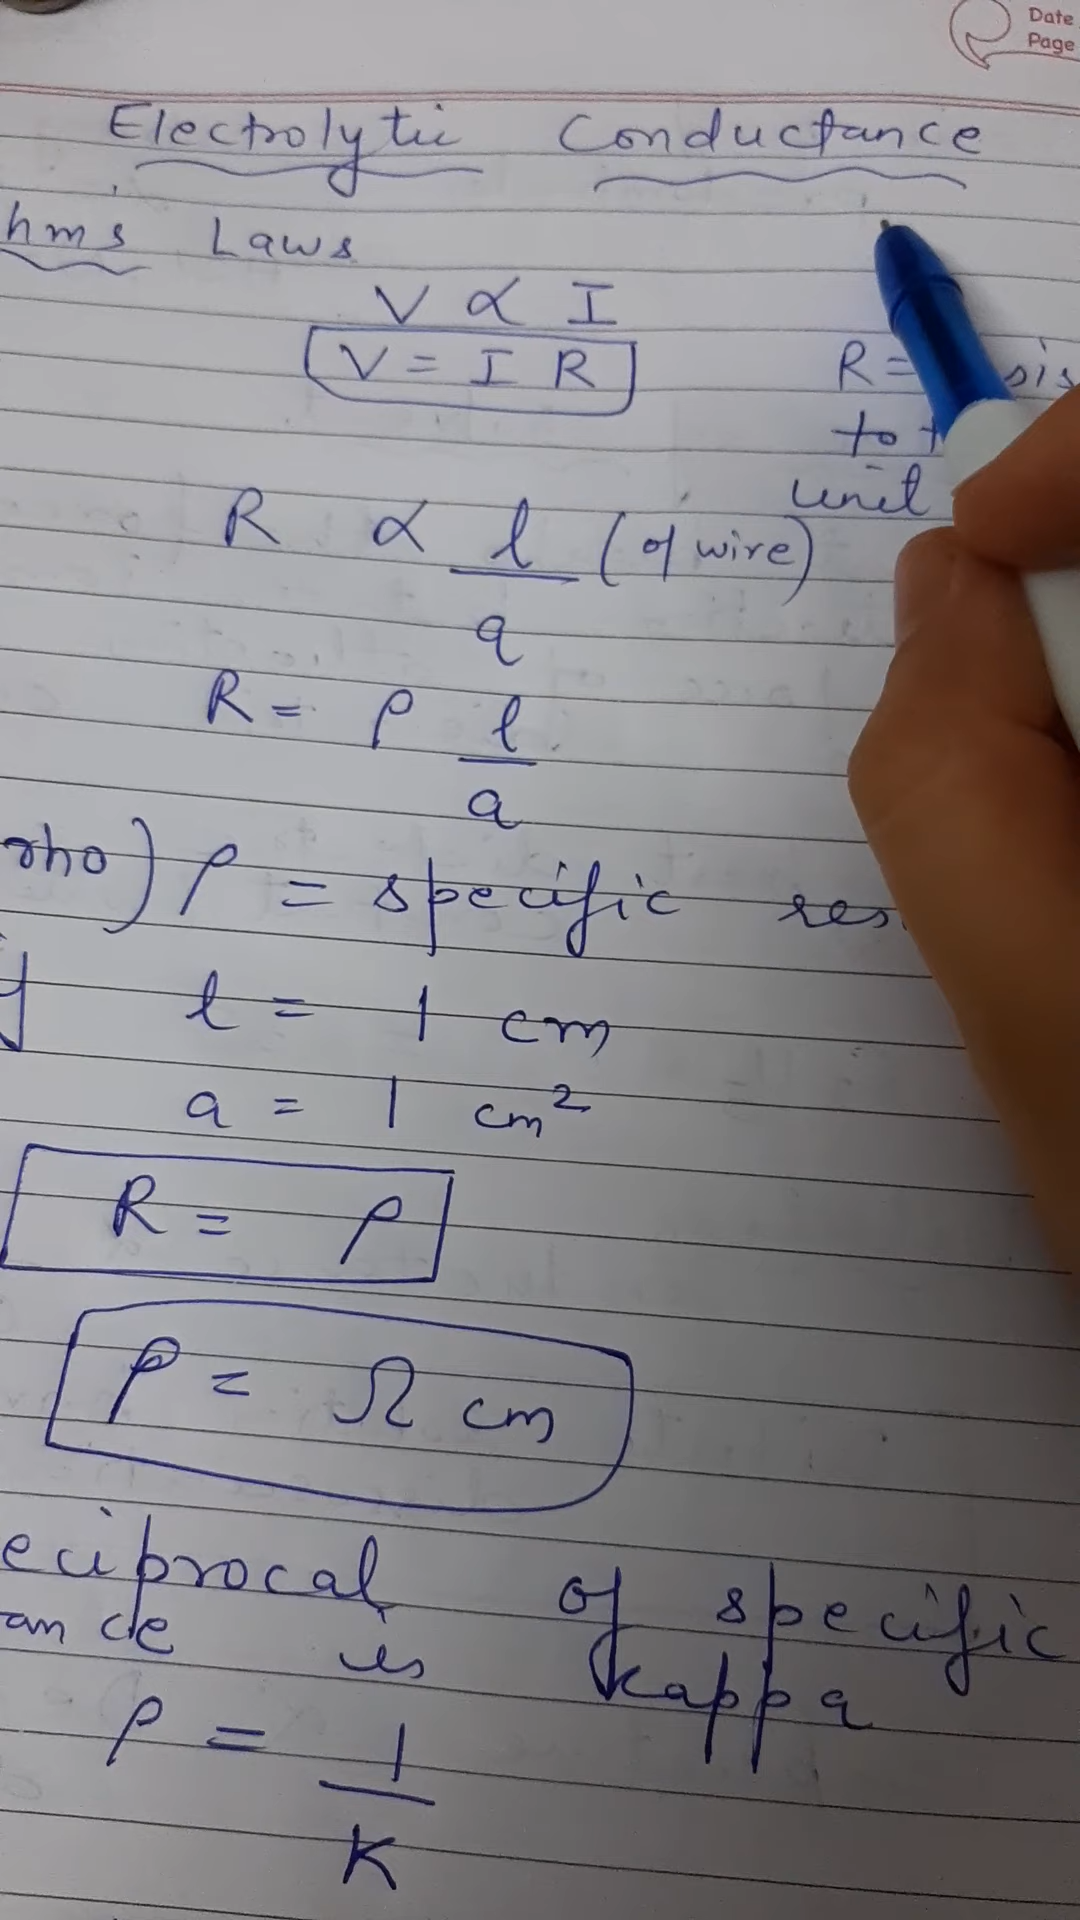 Date
Page
Electrolytic Conductance
hms Laws
V ∝ I
V = I R
R =
to
unit
R ∝ l (of wire)
a
R = ρ l
a
rho) ρ = specific res
l = 1 cm
a = 1 cm²
R = ρ
ρ = Ω cm
eciprocal of specific
ance is kappa
ρ = 1
K